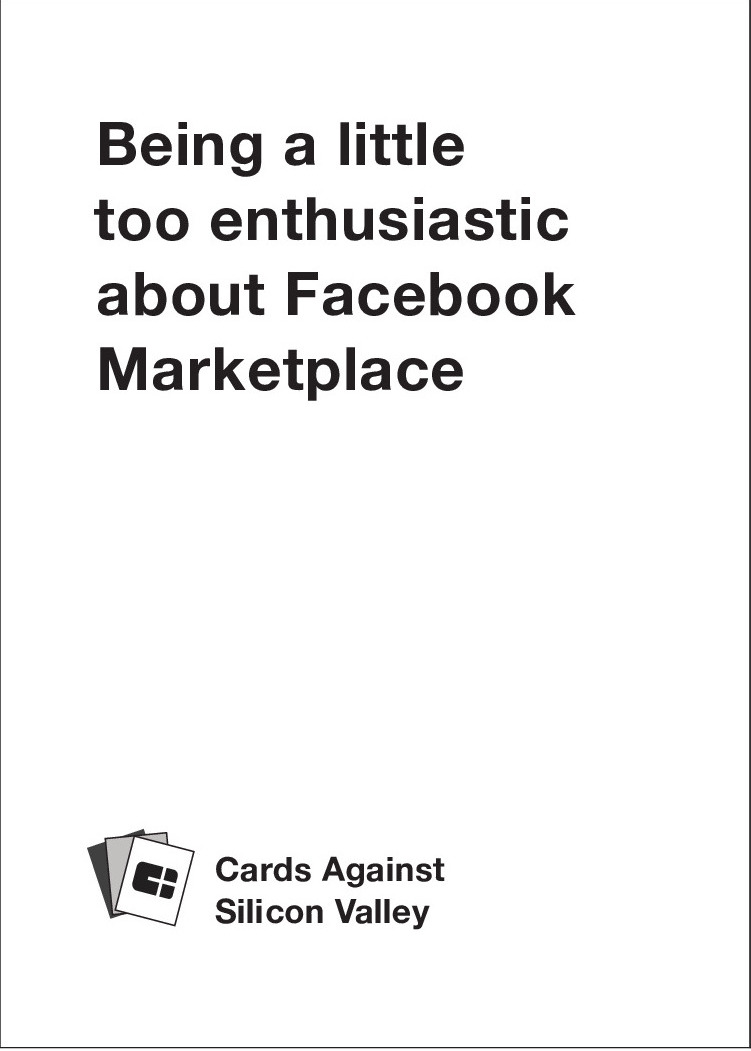 Being a little
too enthusiastic
about Facebook
Marketplace
Cards Against
Silicon Valley